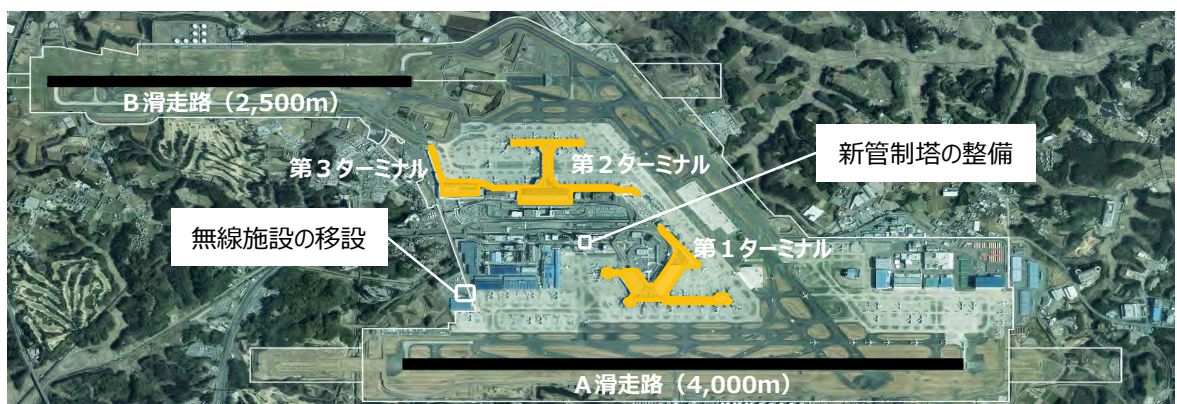 B滑走路（2,500m）
第３ターミナル
第２ターミナル
新管制塔の整備
無線施設の移設
第１ターミナル
A滑走路（4,000m）